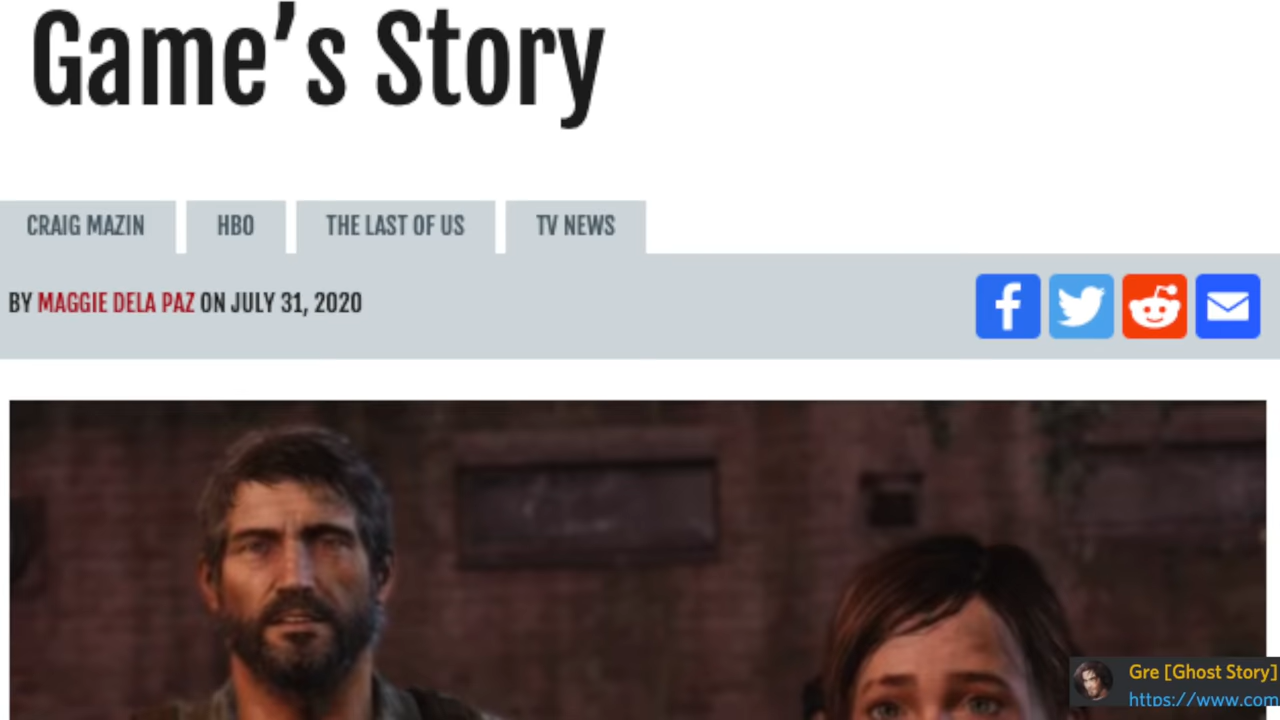 Game’s Story
CRAIG MAZIN
HBO
THE LAST OF US
TV NEWS
BY MAGGIE DELA PAZ ON JULY 31, 2020
Gre [Ghost Story]
https://www.com